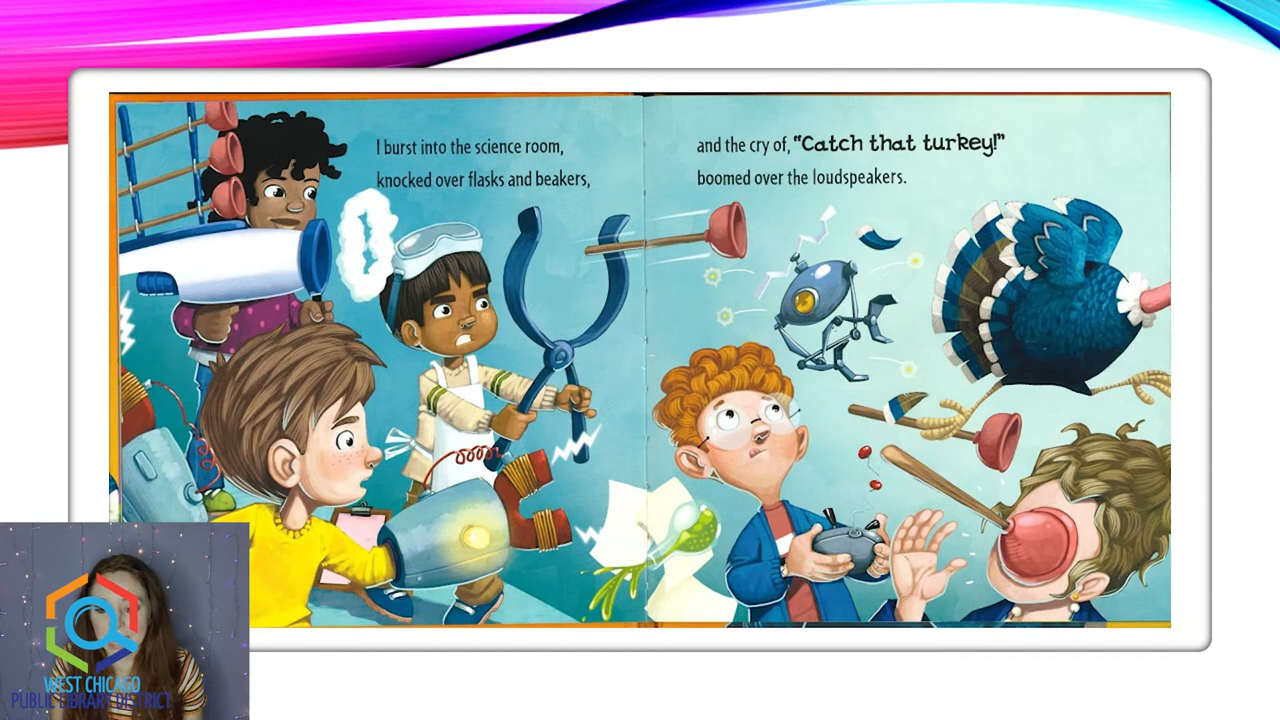 I burst into the science room,
knocked over flasks and beakers,
and the cry of, "Catch that turkey!"
boomed over the loudspeakers.
WEST CHICAGO
PUBLIC LIBRARY DISTRICT